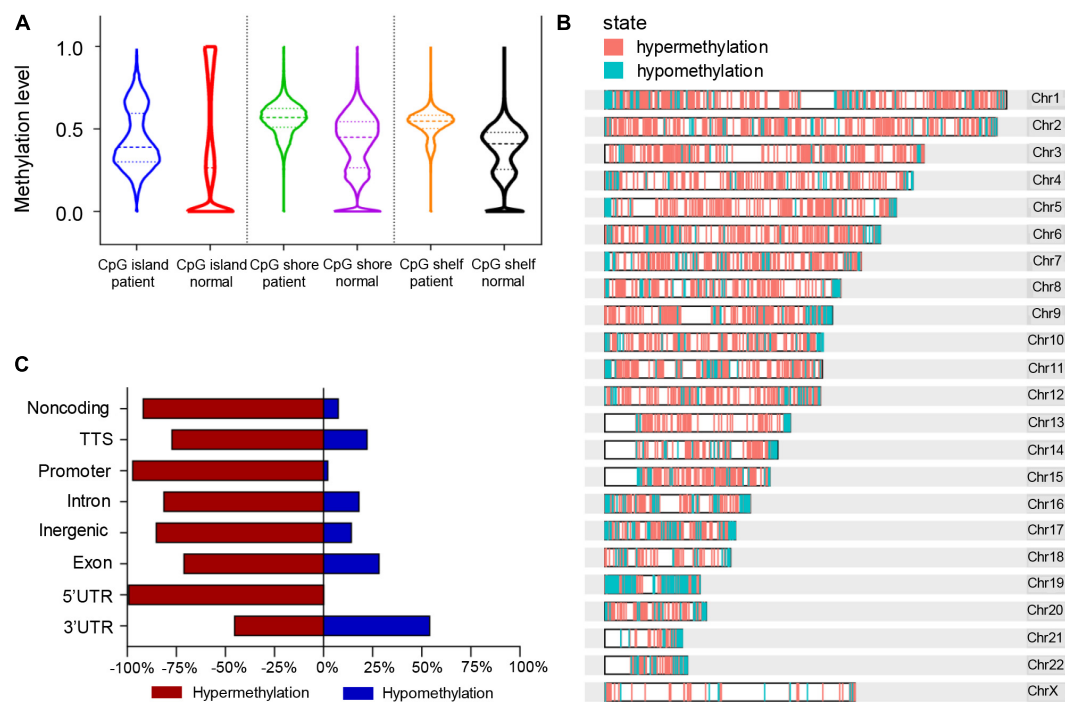 A
Methylation level
1.0
0.5
0.0
CpG island
patient
CpG island
normal
CpG shore
patient
CpG shore
normal
CpG shelf
patient
CpG shelf
normal
B
state
hypermethylation
hypomethylation
Chr1
Chr2
Chr3
Chr4
Chr5
Chr6
Chr7
Chr8
Chr9
Chr10
Chr11
Chr12
Chr13
Chr14
Chr15
Chr16
Chr17
Chr18
Chr19
Chr20
Chr21
Chr22
ChrX
C
Noncoding
TTS
Promoter
Intron
Inergenic
Exon
5’UTR
3’UTR
-100% -75% -50% -25% 0% 25% 50% 75% 100%
Hypermethylation Hypomethylation